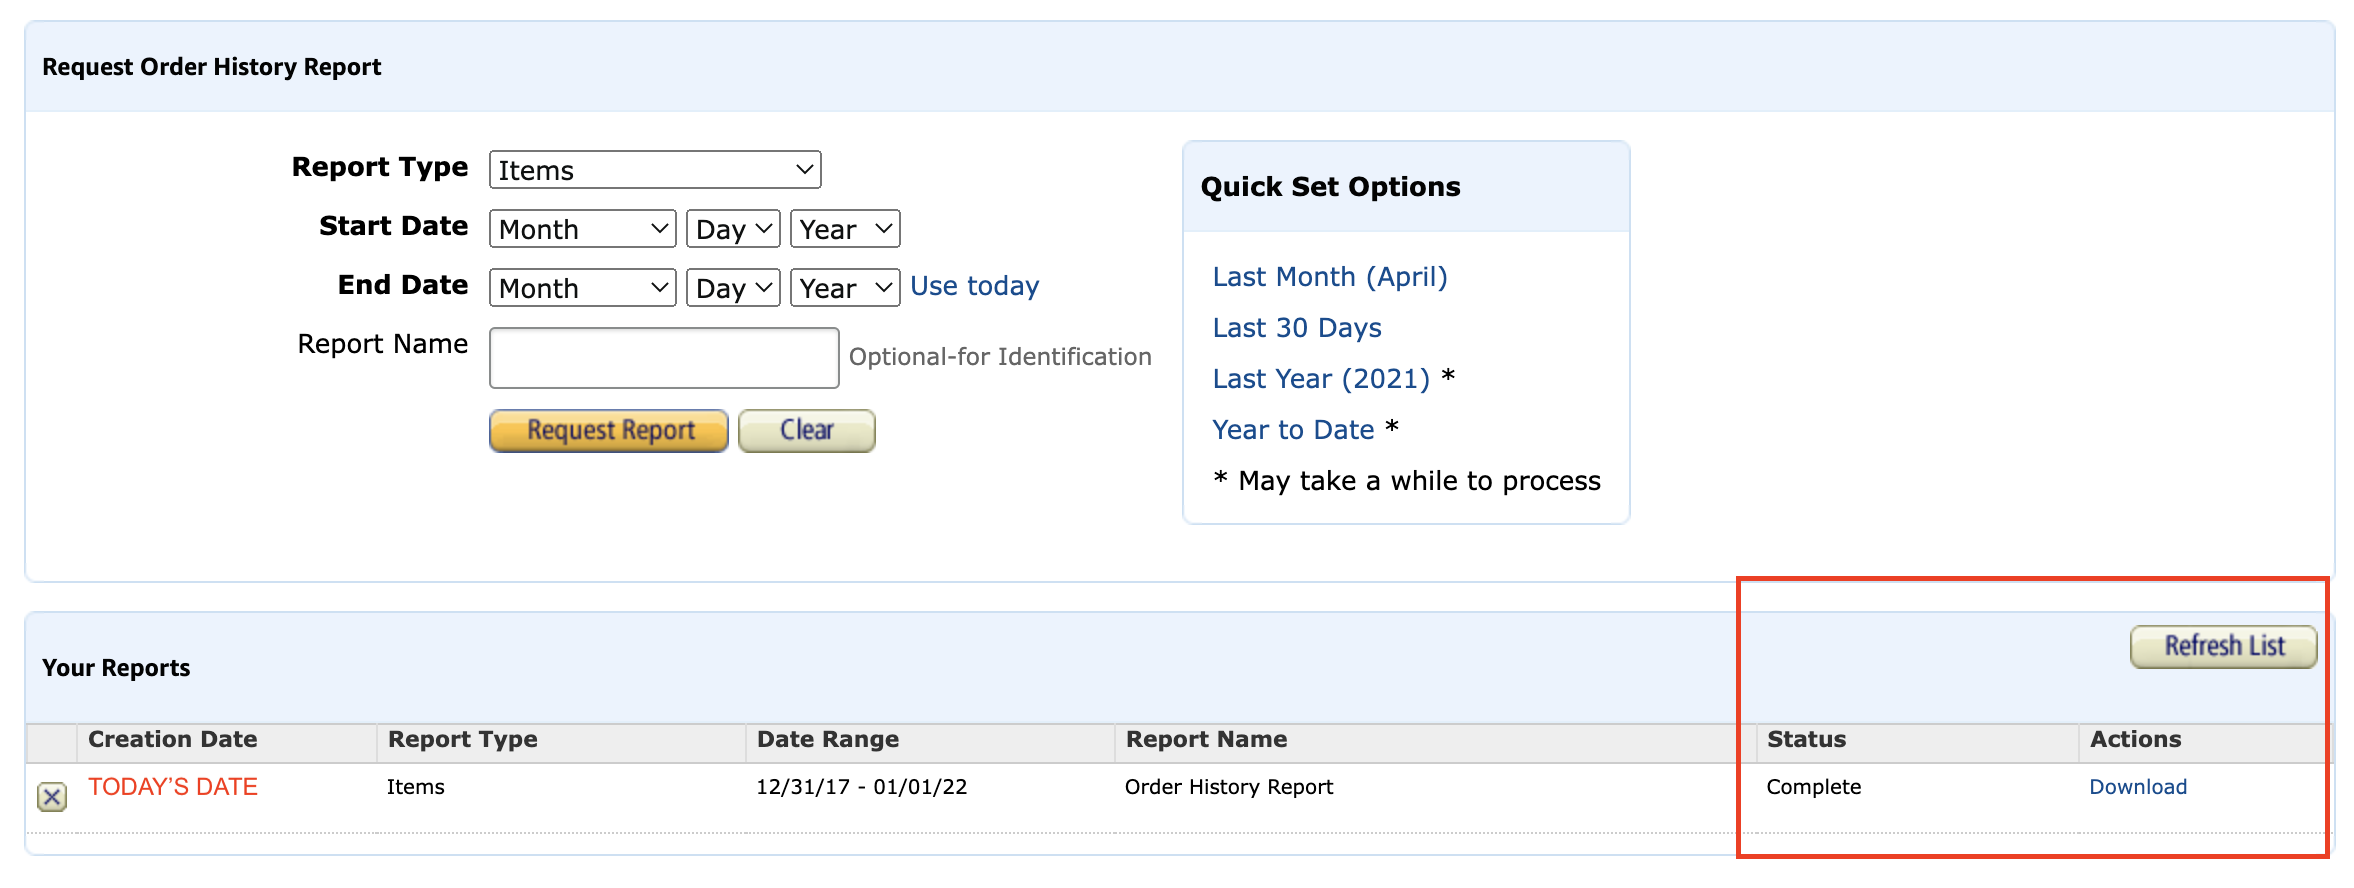 Request Order History Report
Report Type Items
Start Date Month Day Year
End Date Month Day Year Use today
Report Name Optional-for Identification
Request Report Clear
Quick Set Options
Last Month (April)
Last 30 Days
Last Year (2021) *
Year to Date *
* May take a while to process
Your Reports
Refresh List
Creation Date Report Type Date Range Report Name Status Actions
TODAY’S DATE Items 12/31/17 - 01/01/22 Order History Report Complete Download